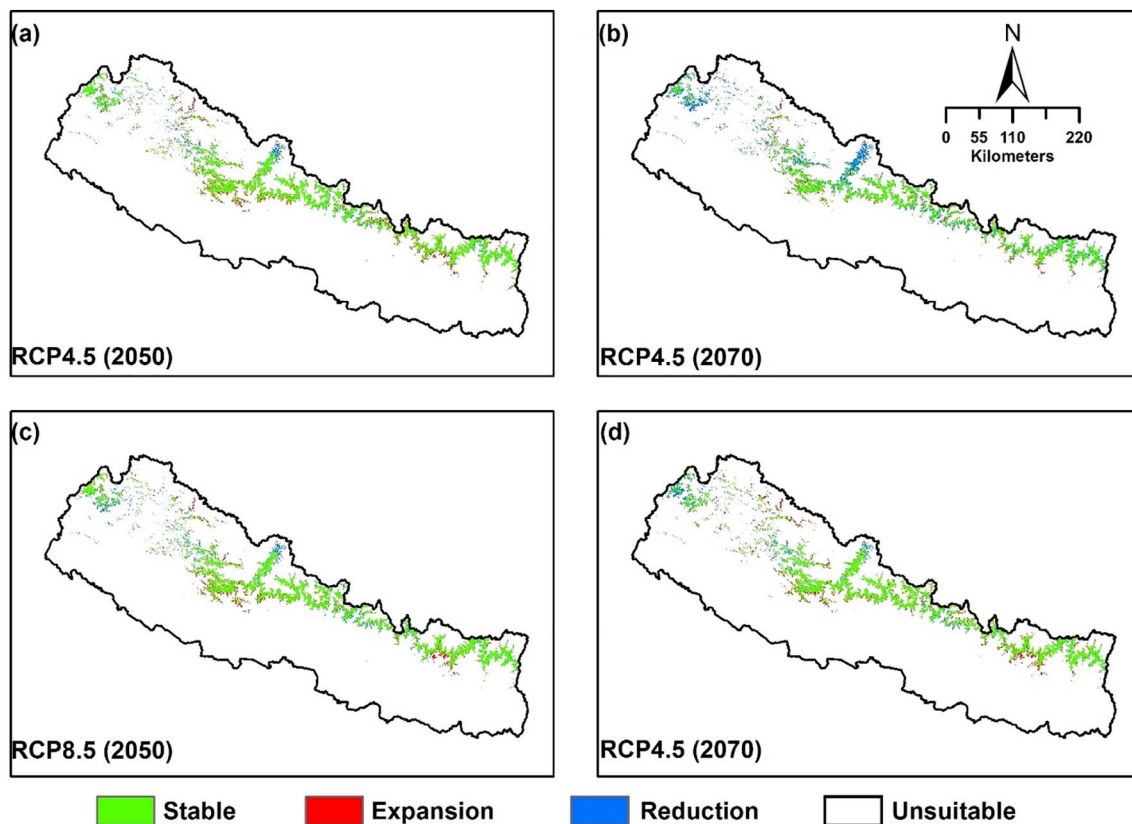 (a)
(b)
N
0 55 110 220
Kilometers
RCP4.5 (2050)
RCP4.5 (2070)
(c)
(d)
RCP8.5 (2050)
RCP4.5 (2070)
Stable Expansion Reduction Unsuitable